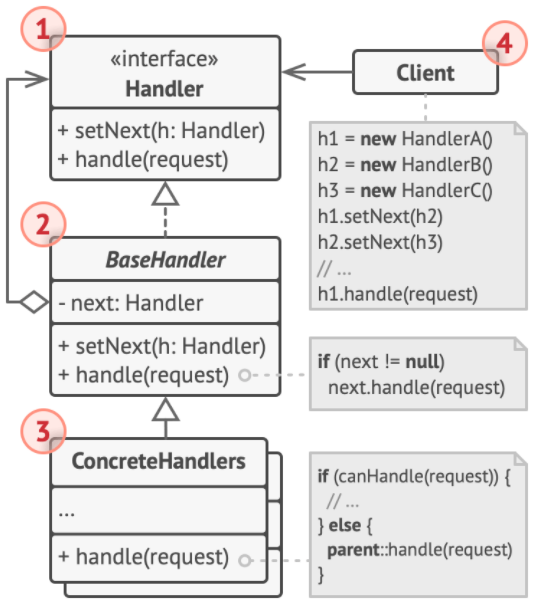 1
«interface»
Handler
+ setNext(h: Handler)
+ handle(request)
4
Client
h1 = new HandlerA()
h2 = new HandlerB()
h3 = new HandlerC()
h1.setNext(h2)
h2.setNext(h3)
// ...
h1.handle(request)
2
BaseHandler
- next: Handler
+ setNext(h: Handler)
+ handle(request)
if (next != null)
next.handle(request)
3
ConcreteHandlers
...
+ handle(request)
if (canHandle(request)) {
// ...
} else {
parent::handle(request)
}